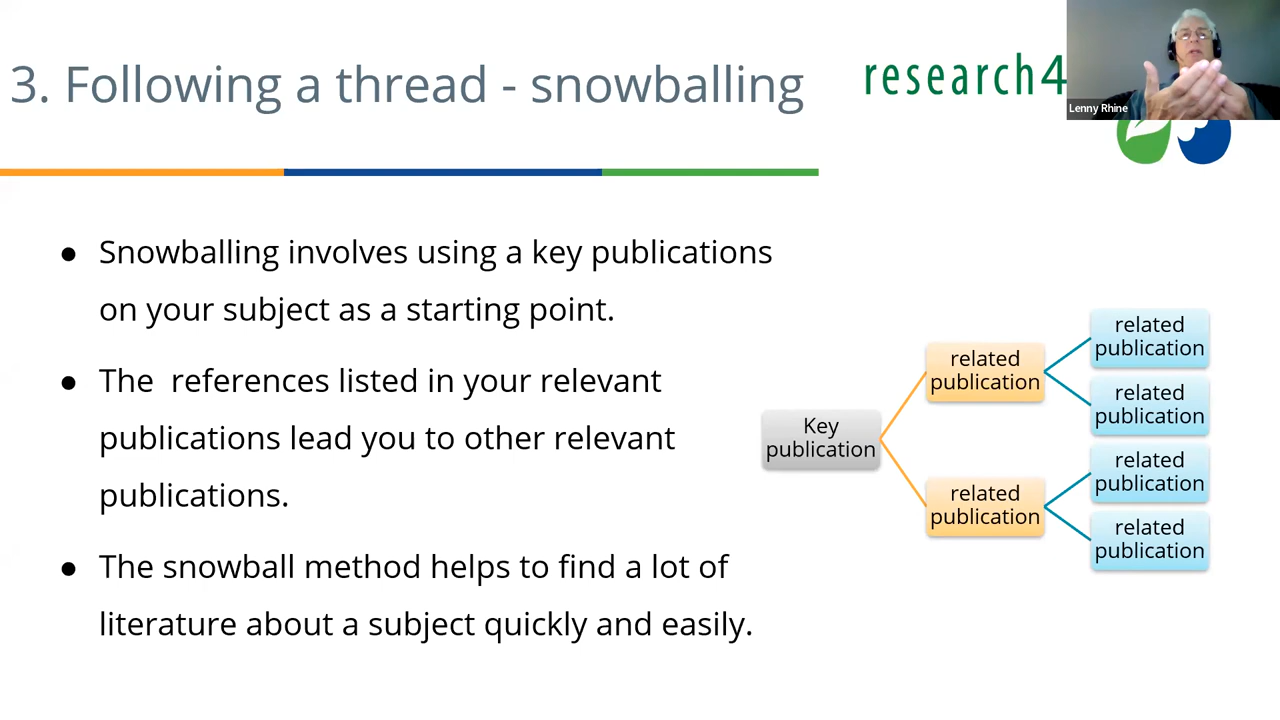 3. Following a thread - snowballing
research4
Lenny Rhine
● Snowballing involves using a key publications
on your subject as a starting point.
● The  references listed in your relevant
publications lead you to other relevant
publications.
● The snowball method helps to find a lot of
literature about a subject quickly and easily.
Key
publication
related
publication
related
publication
related
publication
related
publication
related
publication
related
publication